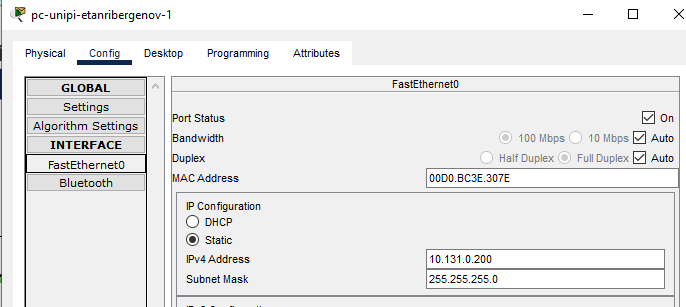 pc-unipi-etanribergenov-1
Physical Config Desktop Programming Attributes
GLOBAL
Settings
Algorithm Settings
INTERFACE
FastEthernet0
Bluetooth
FastEthernet0
Port Status On
Bandwidth 100 Mbps 10 Mbps Auto
Duplex Half Duplex Full Duplex Auto
MAC Address 00D0.BC3E.307E
IP Configuration
DHCP
Static
IPv4 Address 10.131.0.200
Subnet Mask 255.255.255.0